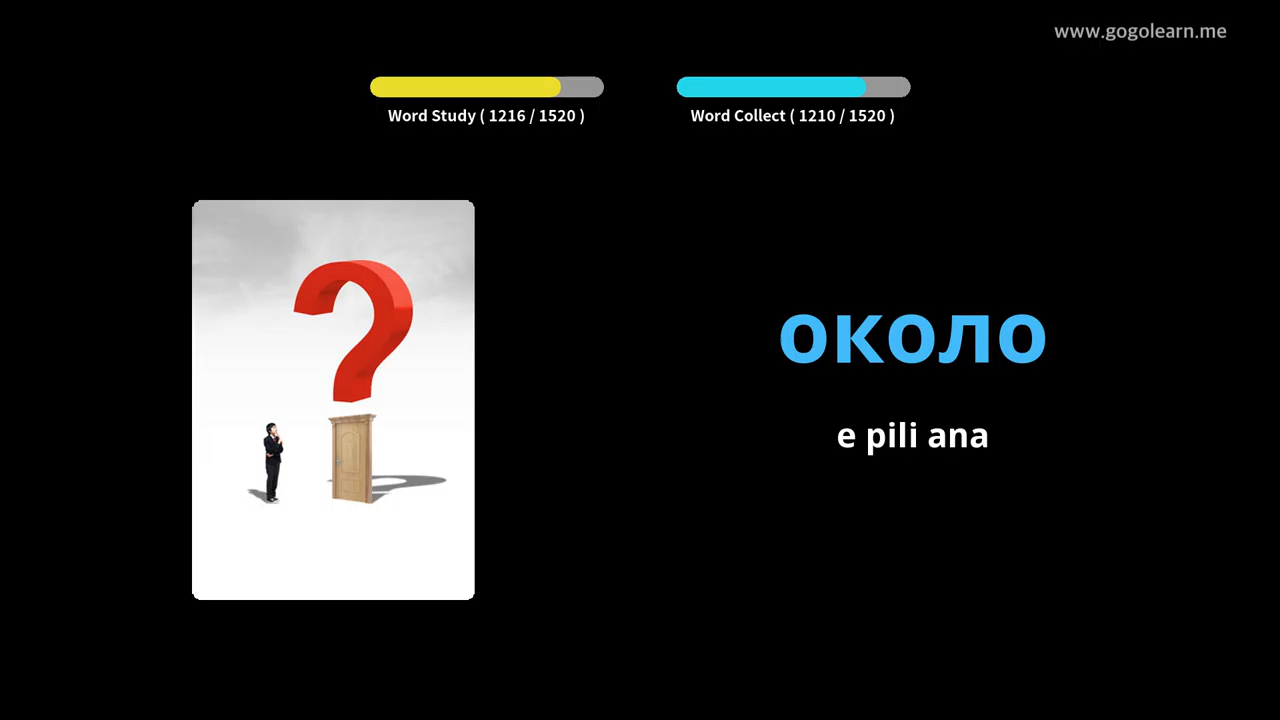 www.gogolearn.me
Word Study ( 1216 / 1520 )
Word Collect ( 1210 / 1520 )
около
e pili ana